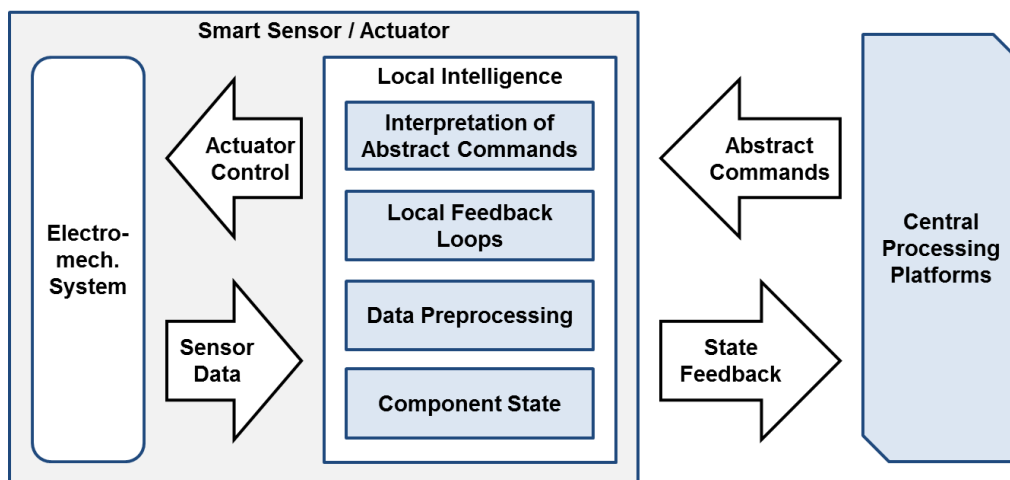 Smart Sensor / Actuator
Electro-
mech.
System
Actuator
Control
Sensor
Data
Local Intelligence
Interpretation of
Abstract Commands
Local Feedback
Loops
Data Preprocessing
Component State
Abstract
Commands
State
Feedback
Central
Processing
Platforms